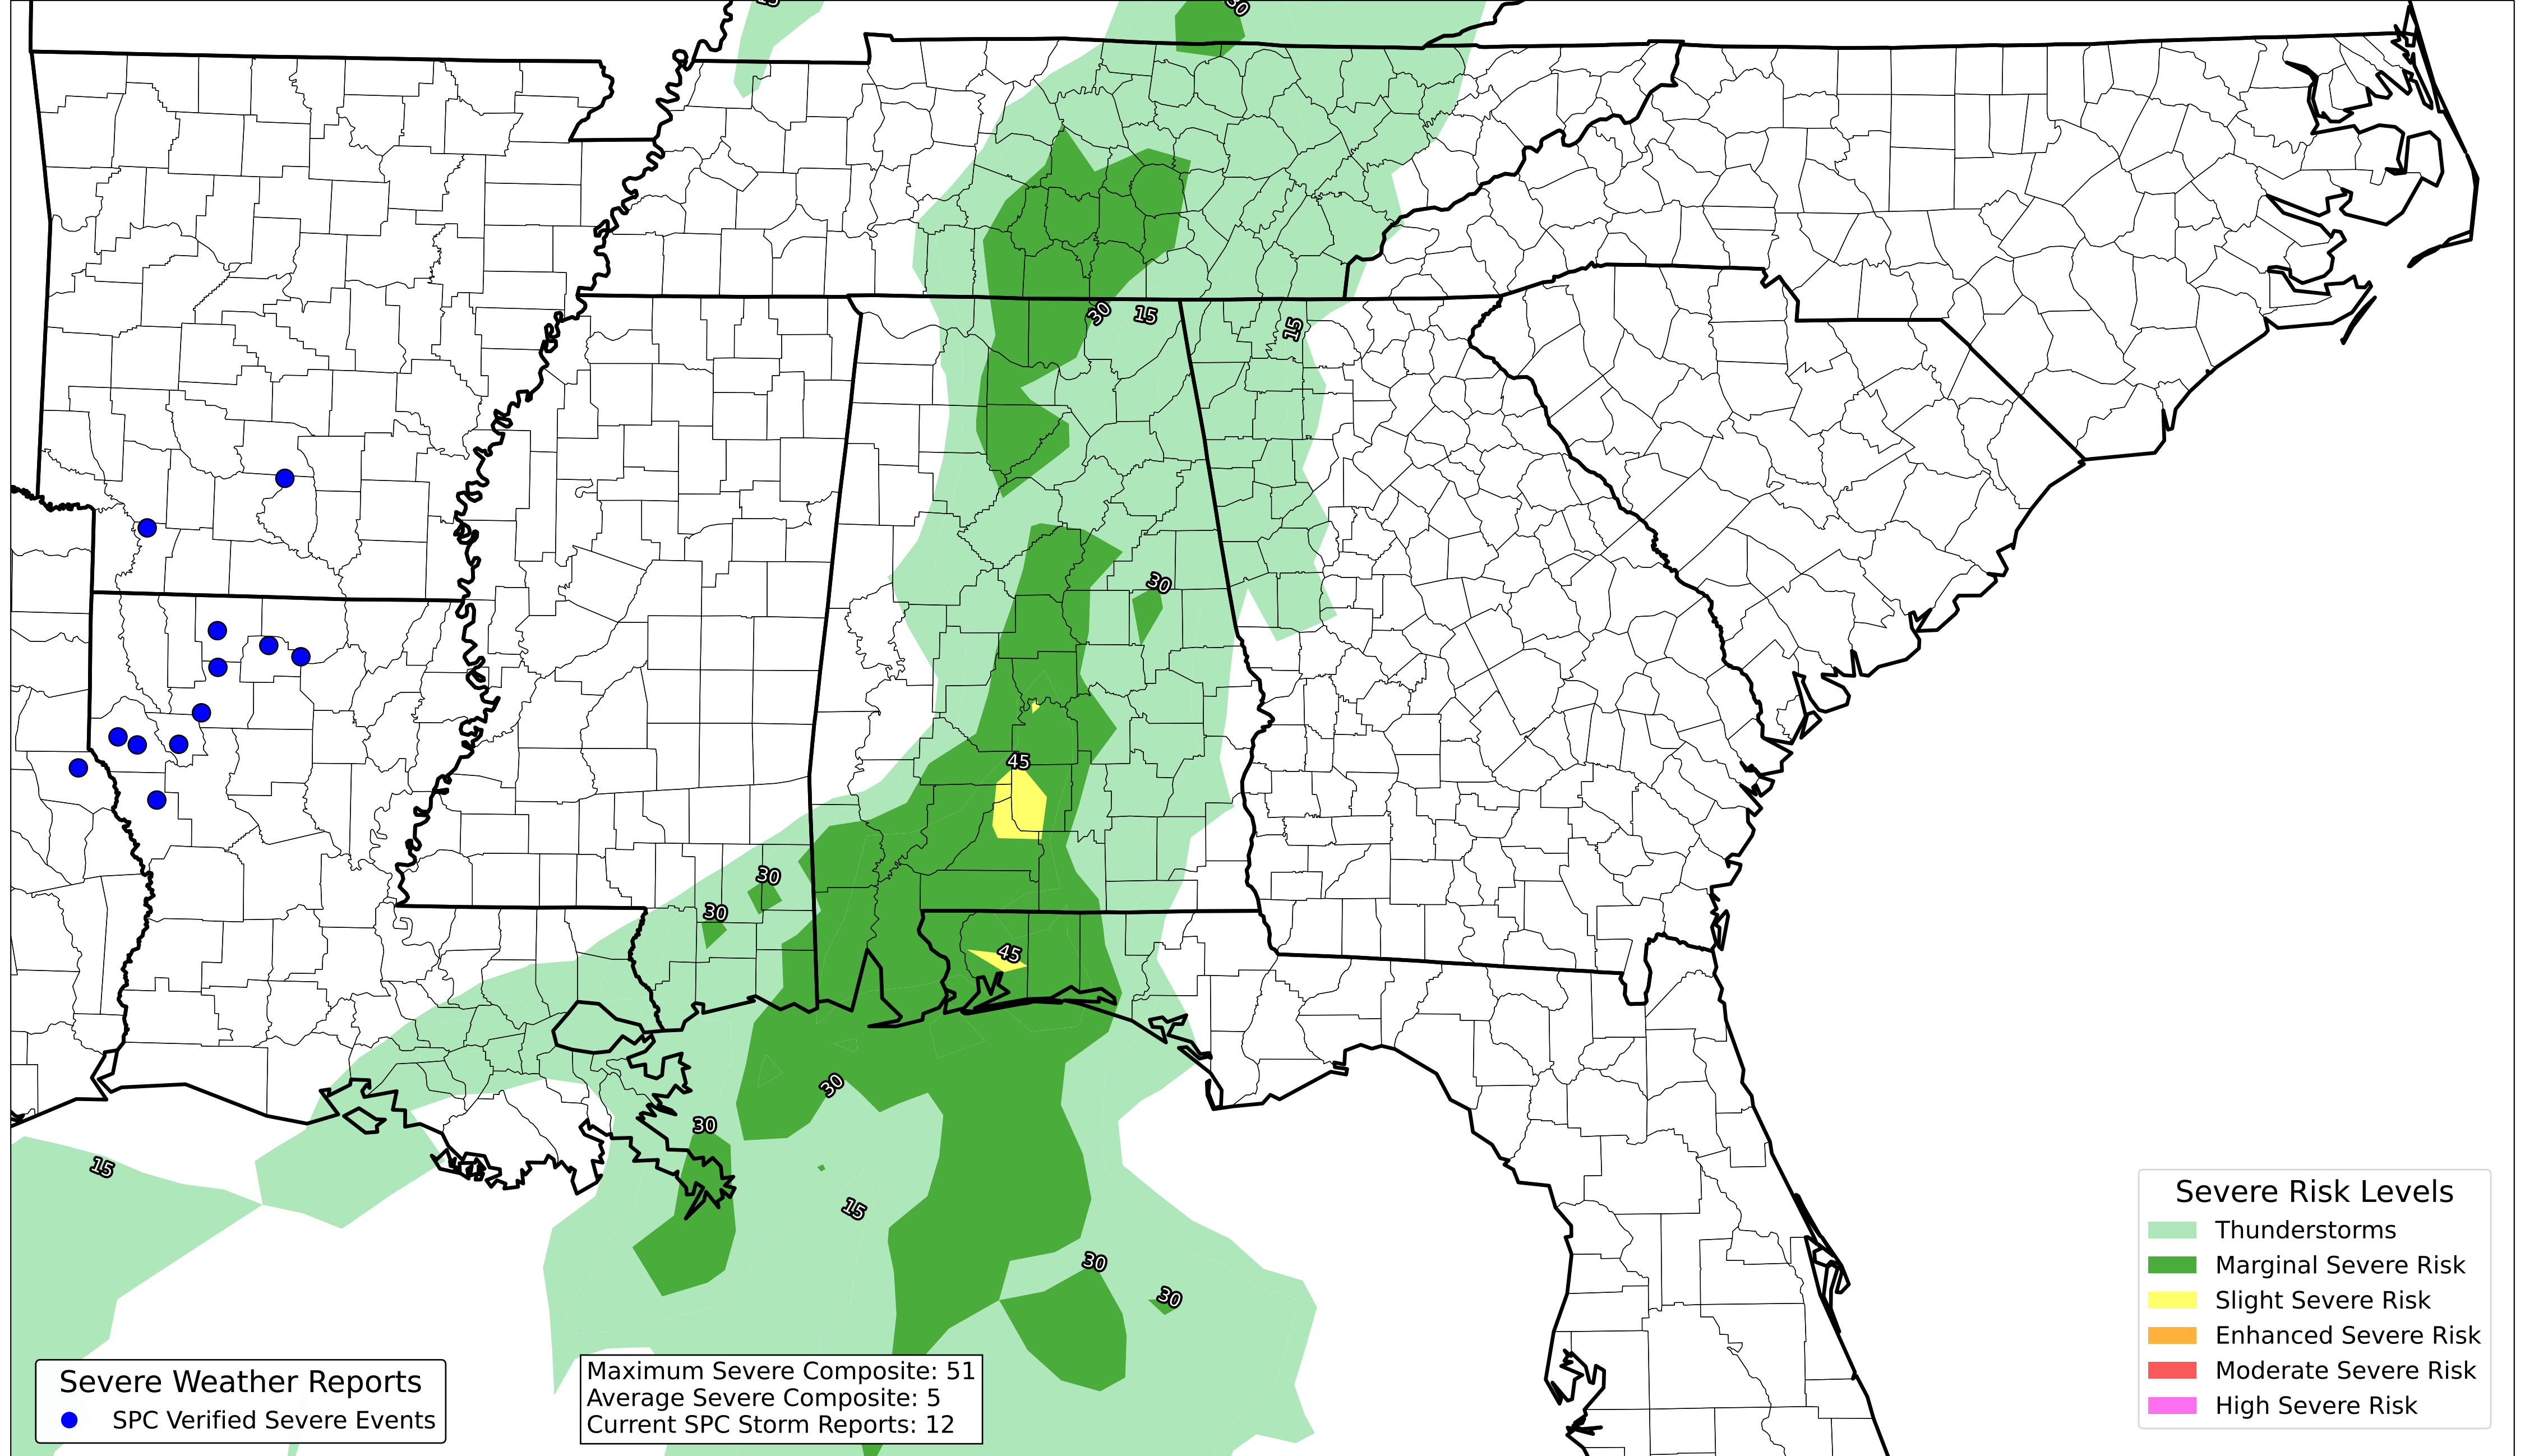 15
30
30
15
15
30
45
30
30
45
30
30
15
15
30
30
Severe Risk Levels
Thunderstorms
Marginal Severe Risk
Slight Severe Risk
Enhanced Severe Risk
Moderate Severe Risk
High Severe Risk
Severe Weather Reports
SPC Verified Severe Events
Maximum Severe Composite: 51
Average Severe Composite: 5
Current SPC Storm Reports: 12